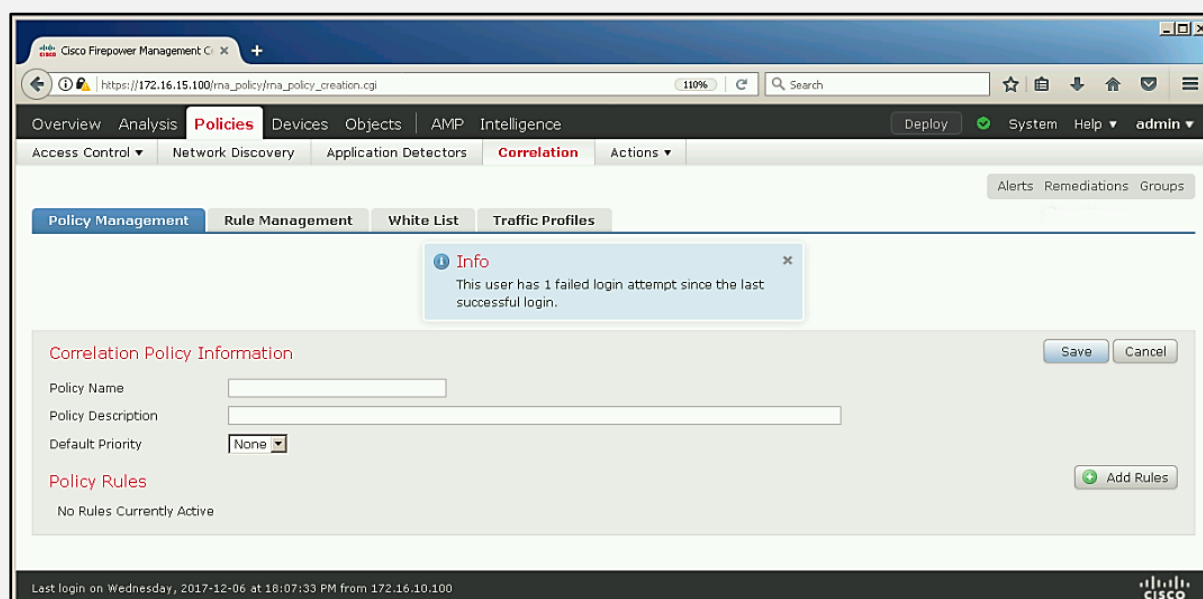 cisco Cisco Firepower Management C
https://172.16.15.100/rna_policy/rna_policy_creation.cgi 110% Search
Overview Analysis Policies Devices Objects AMP Intelligence Deploy System Help admin
Access Control Network Discovery Application Detectors Correlation Actions
Alerts Remediations Groups
Policy Management Rule Management White List Traffic Profiles
Info
This user has 1 failed login attempt since the last
successful login.
Correlation Policy Information Save Cancel
Policy Name
Policy Description
Default Priority None
Policy Rules Add Rules
No Rules Currently Active
Last login on Wednesday, 2017-12-06 at 18:07:33 PM from 172.16.10.100 CISCO